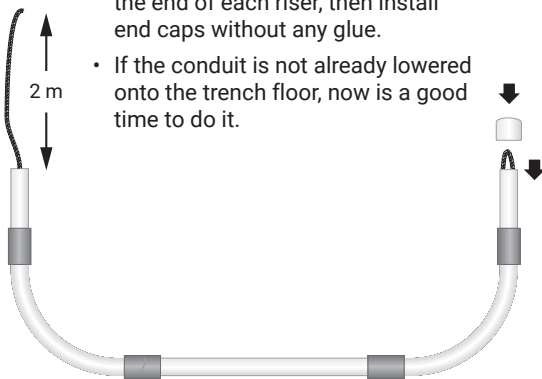 the end of each riser, then install
end caps without any glue.
• If the conduit is not already lowered
onto the trench floor, now is a good
time to do it.
2 m